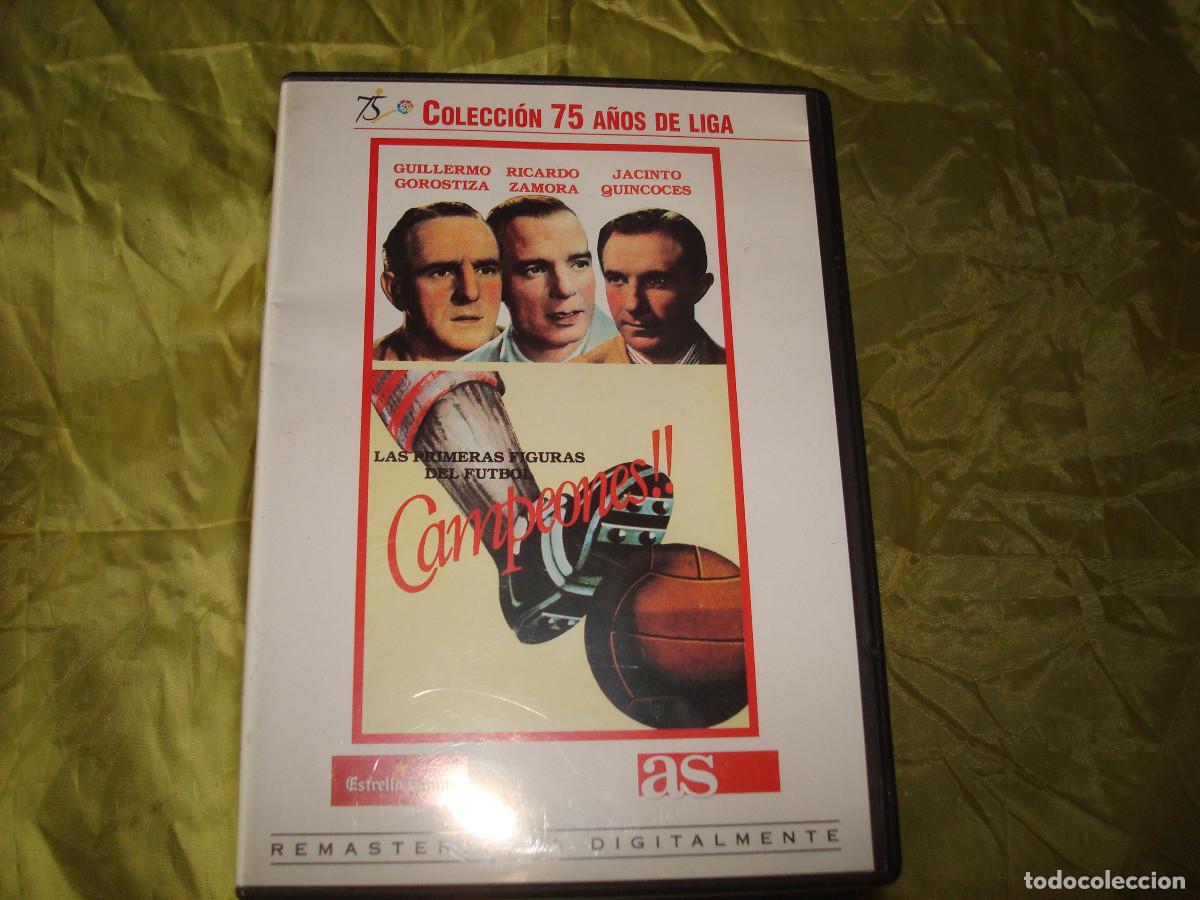 75 COLECCIÓN 75 AÑOS DE LIGA
GUILLERMO GOROSTIZA
RICARDO ZAMORA
JACINTO QUINCOCES
LAS PRIMERAS FIGURAS
DEL FUTBOL
Campeones!!
Estrella
as
DIGITALMENTE
todocoleccion